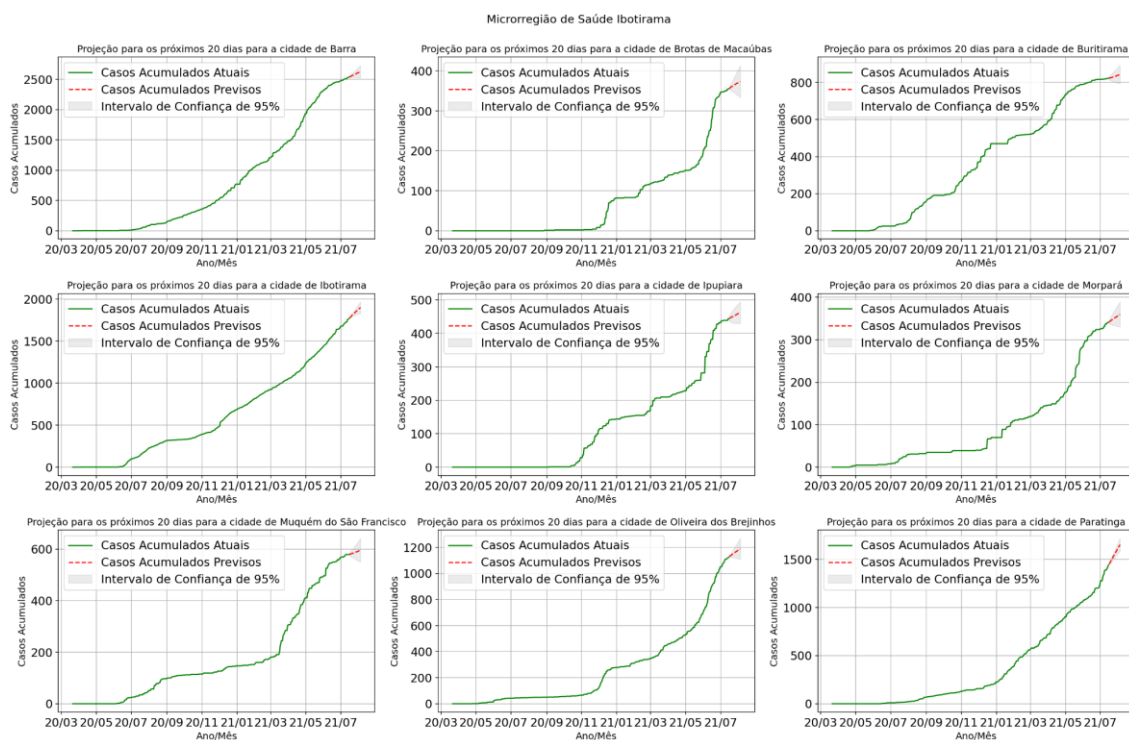 Microrregião de Saúde Ibotirama
Projeção para os próximos 20 dias para a cidade de Barra
Casos Acumulados
2500
2000
1500
1000
500
0
Casos Acumulados Atuais
Casos Acumulados Previsos
Intervalo de Confiança de 95%
20/03 20/05 20/07 20/09 20/11 21/01 21/03 21/05 21/07
Ano/Mês
Projeção para os próximos 20 dias para a cidade de Brotas de Macaúbas
Casos Acumulados
400
300
200
100
0
Casos Acumulados Atuais
Casos Acumulados Previsos
Intervalo de Confiança de 95%
20/03 20/05 20/07 20/09 20/11 21/01 21/03 21/05 21/07
Ano/Mês
Projeção para os próximos 20 dias para a cidade de Buritirama
Casos Acumulados
800
600
400
200
0
Casos Acumulados Atuais
Casos Acumulados Previsos
Intervalo de Confiança de 95%
20/03 20/05 20/07 20/09 20/11 21/01 21/03 21/05 21/07
Ano/Mês
Projeção para os próximos 20 dias para a cidade de Ibotirama
Casos Acumulados
2000
1500
1000
500
0
Casos Acumulados Atuais
Casos Acumulados Previsos
Intervalo de Confiança de 95%
20/03 20/05 20/07 20/09 20/11 21/01 21/03 21/05 21/07
Ano/Mês
Projeção para os próximos 20 dias para a cidade de Ipupiara
Casos Acumulados
500
400
300
200
100
0
Casos Acumulados Atuais
Casos Acumulados Previsos
Intervalo de Confiança de 95%
20/03 20/05 20/07 20/09 20/11 21/01 21/03 21/05 21/07
Ano/Mês
Projeção para os próximos 20 dias para a cidade de Morpará
Casos Acumulados
400
300
200
100
0
Casos Acumulados Atuais
Casos Acumulados Previsos
Intervalo de Confiança de 95%
20/03 20/05 20/07 20/09 20/11 21/01 21/03 21/05 21/07
Ano/Mês
Projeção para os próximos 20 dias para a cidade de Muquém do São Francisco
Casos Acumulados
600
400
200
0
Casos Acumulados Atuais
Casos Acumulados Previsos
Intervalo de Confiança de 95%
20/03 20/05 20/07 20/09 20/11 21/01 21/03 21/05 21/07
Ano/Mês
Projeção para os próximos 20 dias para a cidade de Oliveira dos Brejinhos
Casos Acumulados
1200
1000
800
600
400
200
0
Casos Acumulados Atuais
Casos Acumulados Previsos
Intervalo de Confiança de 95%
20/03 20/05 20/07 20/09 20/11 21/01 21/03 21/05 21/07
Ano/Mês
Projeção para os próximos 20 dias para a cidade de Paratinga
Casos Acumulados
1500
1000
500
0
Casos Acumulados Atuais
Casos Acumulados Previsos
Intervalo de Confiança de 95%
20/03 20/05 20/07 20/09 20/11 21/01 21/03 21/05 21/07
Ano/Mês